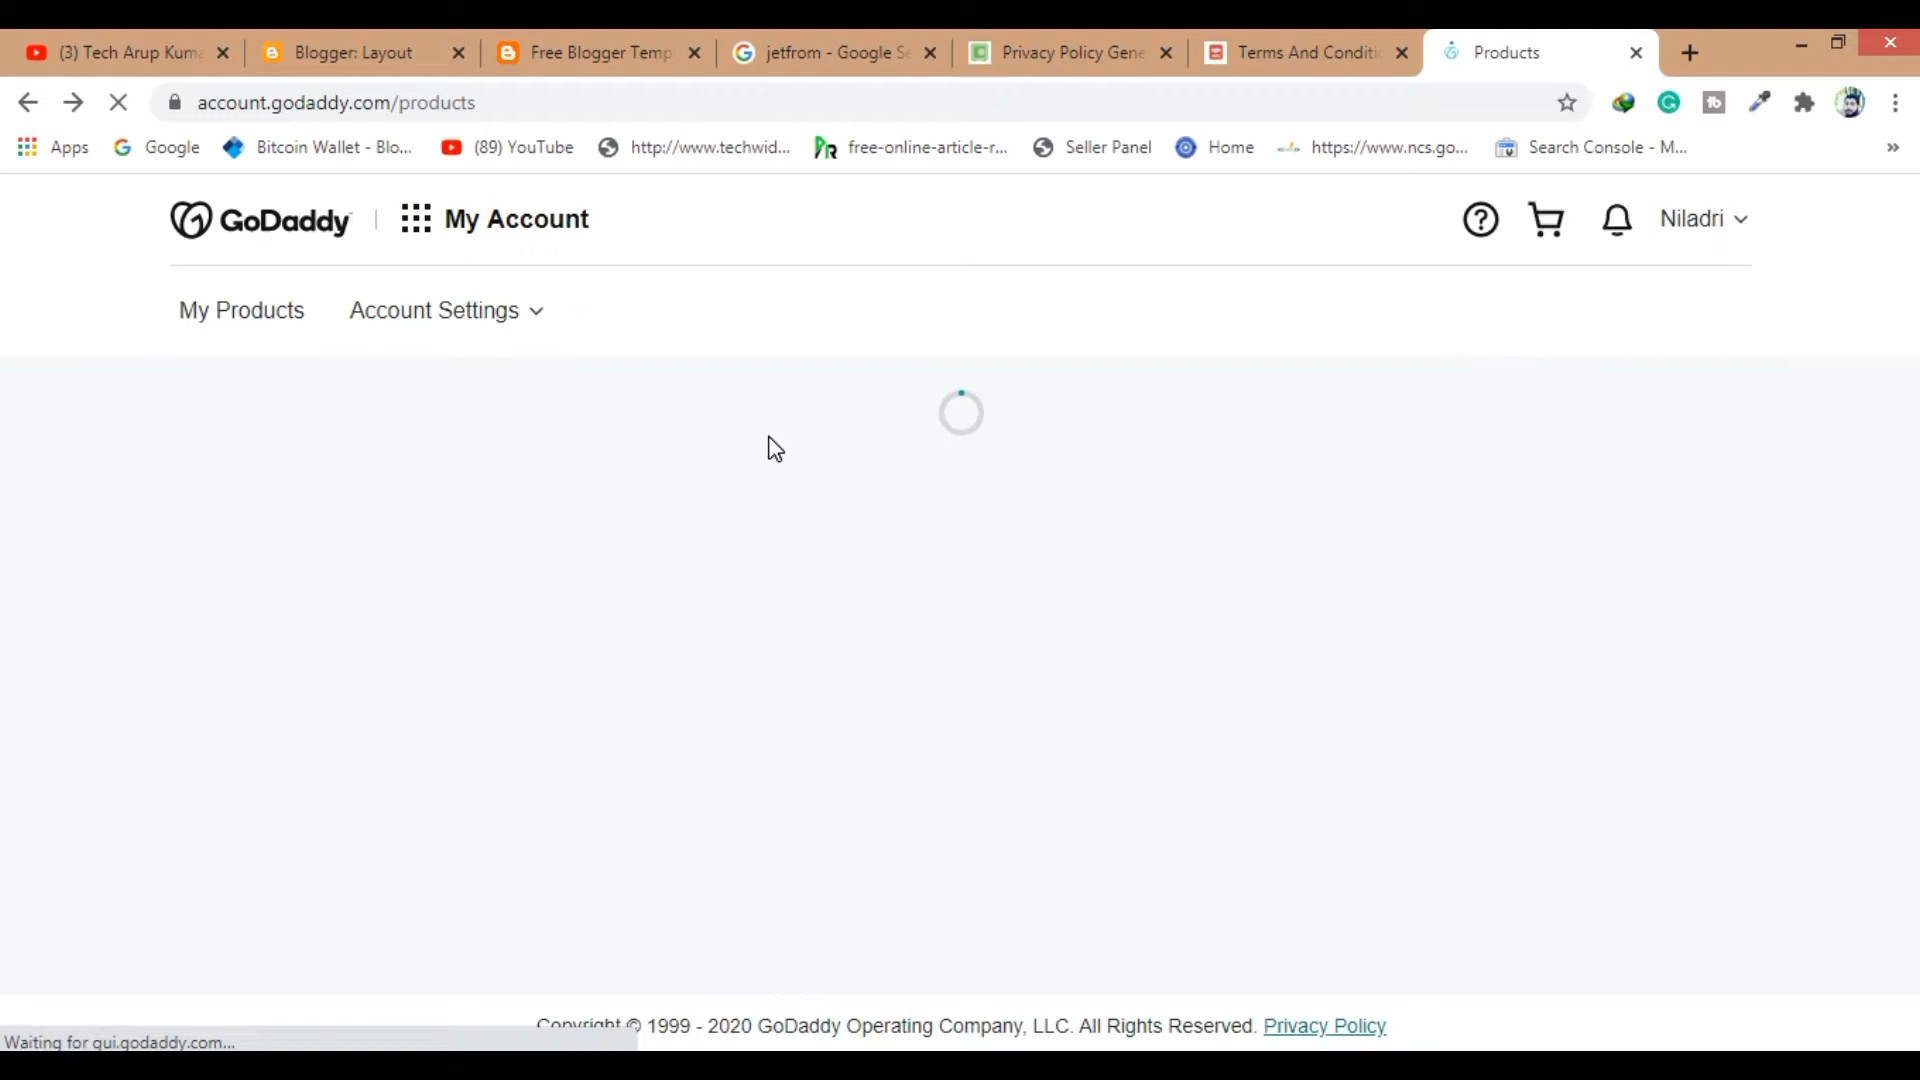 (3) Tech Arup Kuma
Blogger: Layout
Free Blogger Temp
jetfrom - Google Se
Privacy Policy Gene
Terms And Conditic
Products
account.godaddy.com/products
Apps
Google
Bitcoin Wallet - Blo...
(89) YouTube
http://www.techwid...
free-online-article-r...
Seller Panel
Home
https://www.ncs.go...
Search Console - M...
GoDaddy
My Account
Niladri
My Products
Account Settings
Copyright © 1999 - 2020 GoDaddy Operating Company, LLC. All Rights Reserved. Privacy Policy
Waiting for gui.godaddy.com...